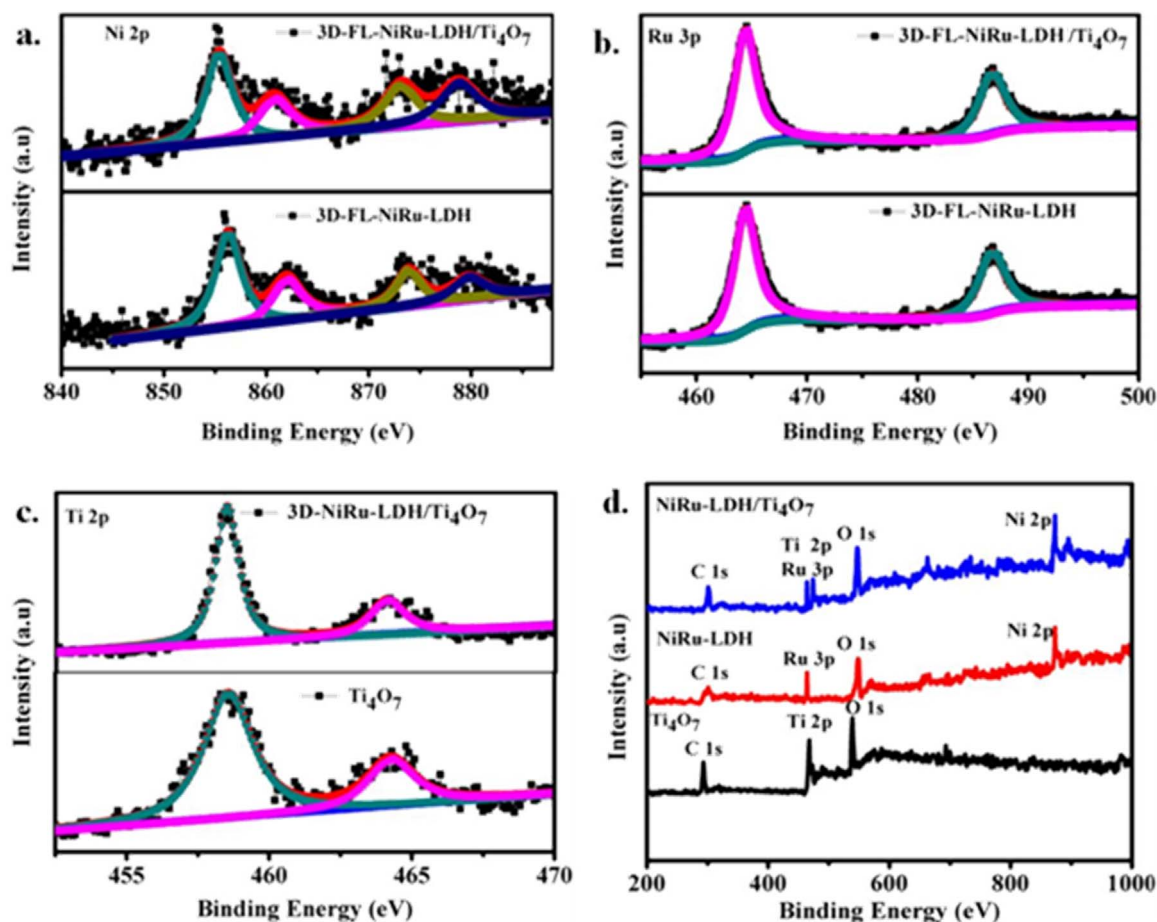 a.
Ni 2p
3D-FL-NiRu-LDH/Ti₄O₇
3D-FL-NiRu-LDH
Intensity (a.u)
840 850 860 870 880
Binding Energy (eV)
b.
Ru 3p
3D-FL-NiRu-LDH /Ti₄O₇
3D-FL-NiRu-LDH
Intensity (a.u)
460 470 480 490 500
Binding Energy (eV)
c.
Ti 2p
3D-NiRu-LDH/Ti₄O₇
Ti₄O₇
Intensity (a.u)
455 460 465 470
Binding Energy (eV)
d.
NiRu-LDH/Ti₄O₇
C 1s
Ti 2p
Ru 3p
O 1s
Ni 2p
NiRu-LDH
C 1s
Ru 3p
O 1s
Ni 2p
Ti₄O₇
C 1s
Ti 2p
O 1s
Intensity (a.u)
200 400 600 800 1000
Binding Energy (eV)